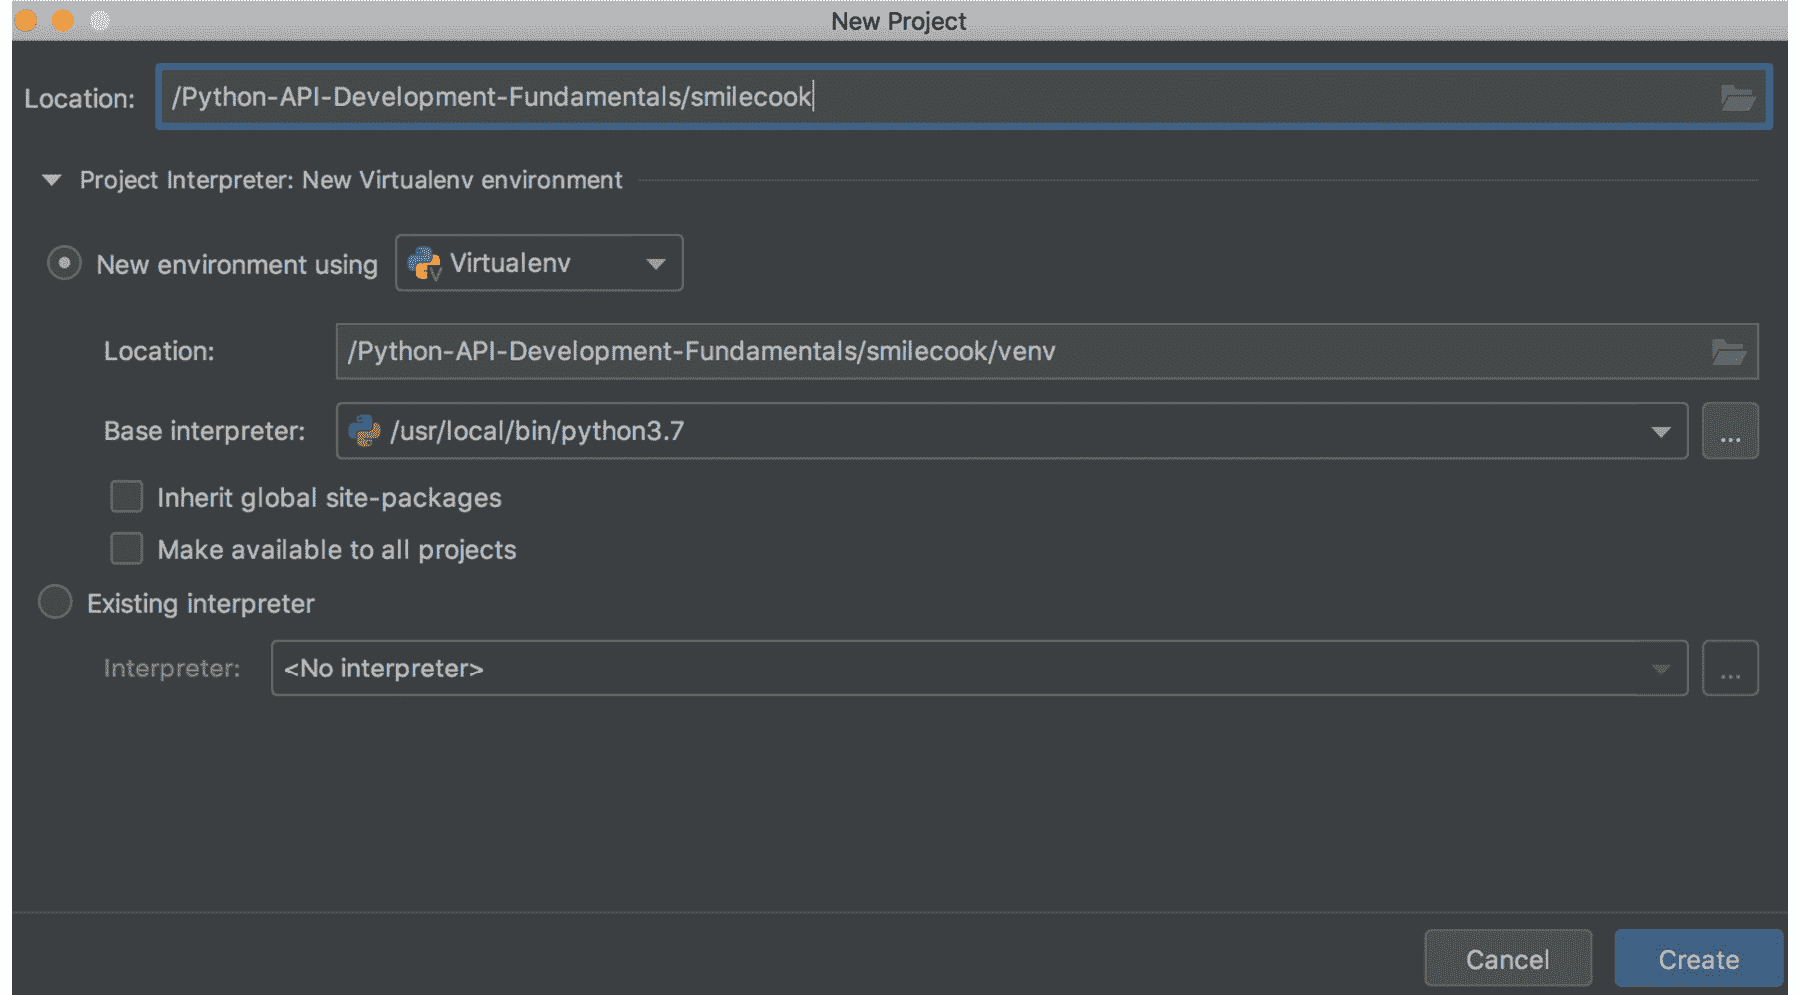 New Project
Location: /Python-API-Development-Fundamentals/smilecook
Project Interpreter: New Virtualenv environment
New environment using Virtualenv
Location: /Python-API-Development-Fundamentals/smilecook/venv
Base interpreter: /usr/local/bin/python3.7 ...
Inherit global site-packages
Make available to all projects
Existing interpreter
Interpreter: <No interpreter> ...
Cancel Create